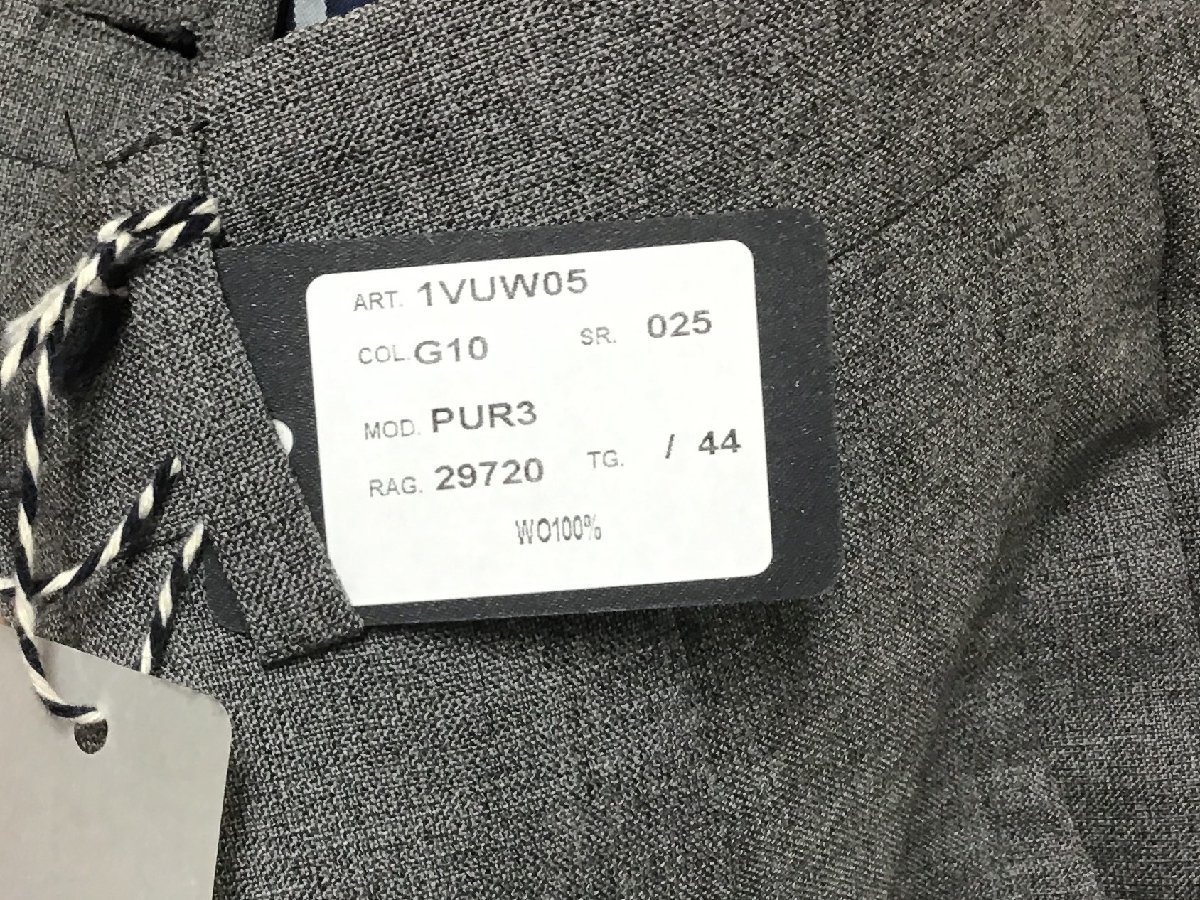 ART. 1VUW05
COL. G10 SR. 025
MOD. PUR3
RAG. 29720 TG. / 44
WO100%